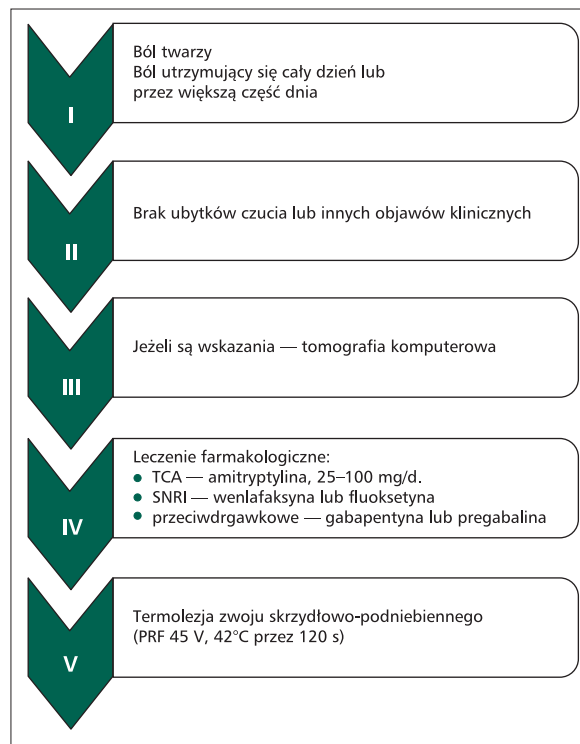 I
Ból twarzy
Ból utrzymujący się cały dzień lub
przez większą część dnia
II
Brak ubytków czucia lub innych objawów klinicznych
III
Jeżeli są wskazania — tomografia komputerowa
IV
Leczenie farmakologiczne:
● TCA — amitryptylina, 25–100 mg/d.
● SNRI — wenlafaksyna lub fluoksetyna
● przeciwdrgawkowe — gabapentyna lub pregabalina
V
Termolezja zwoju skrzydłowo-podniebiennego
(PRF 45 V, 42°C przez 120 s)